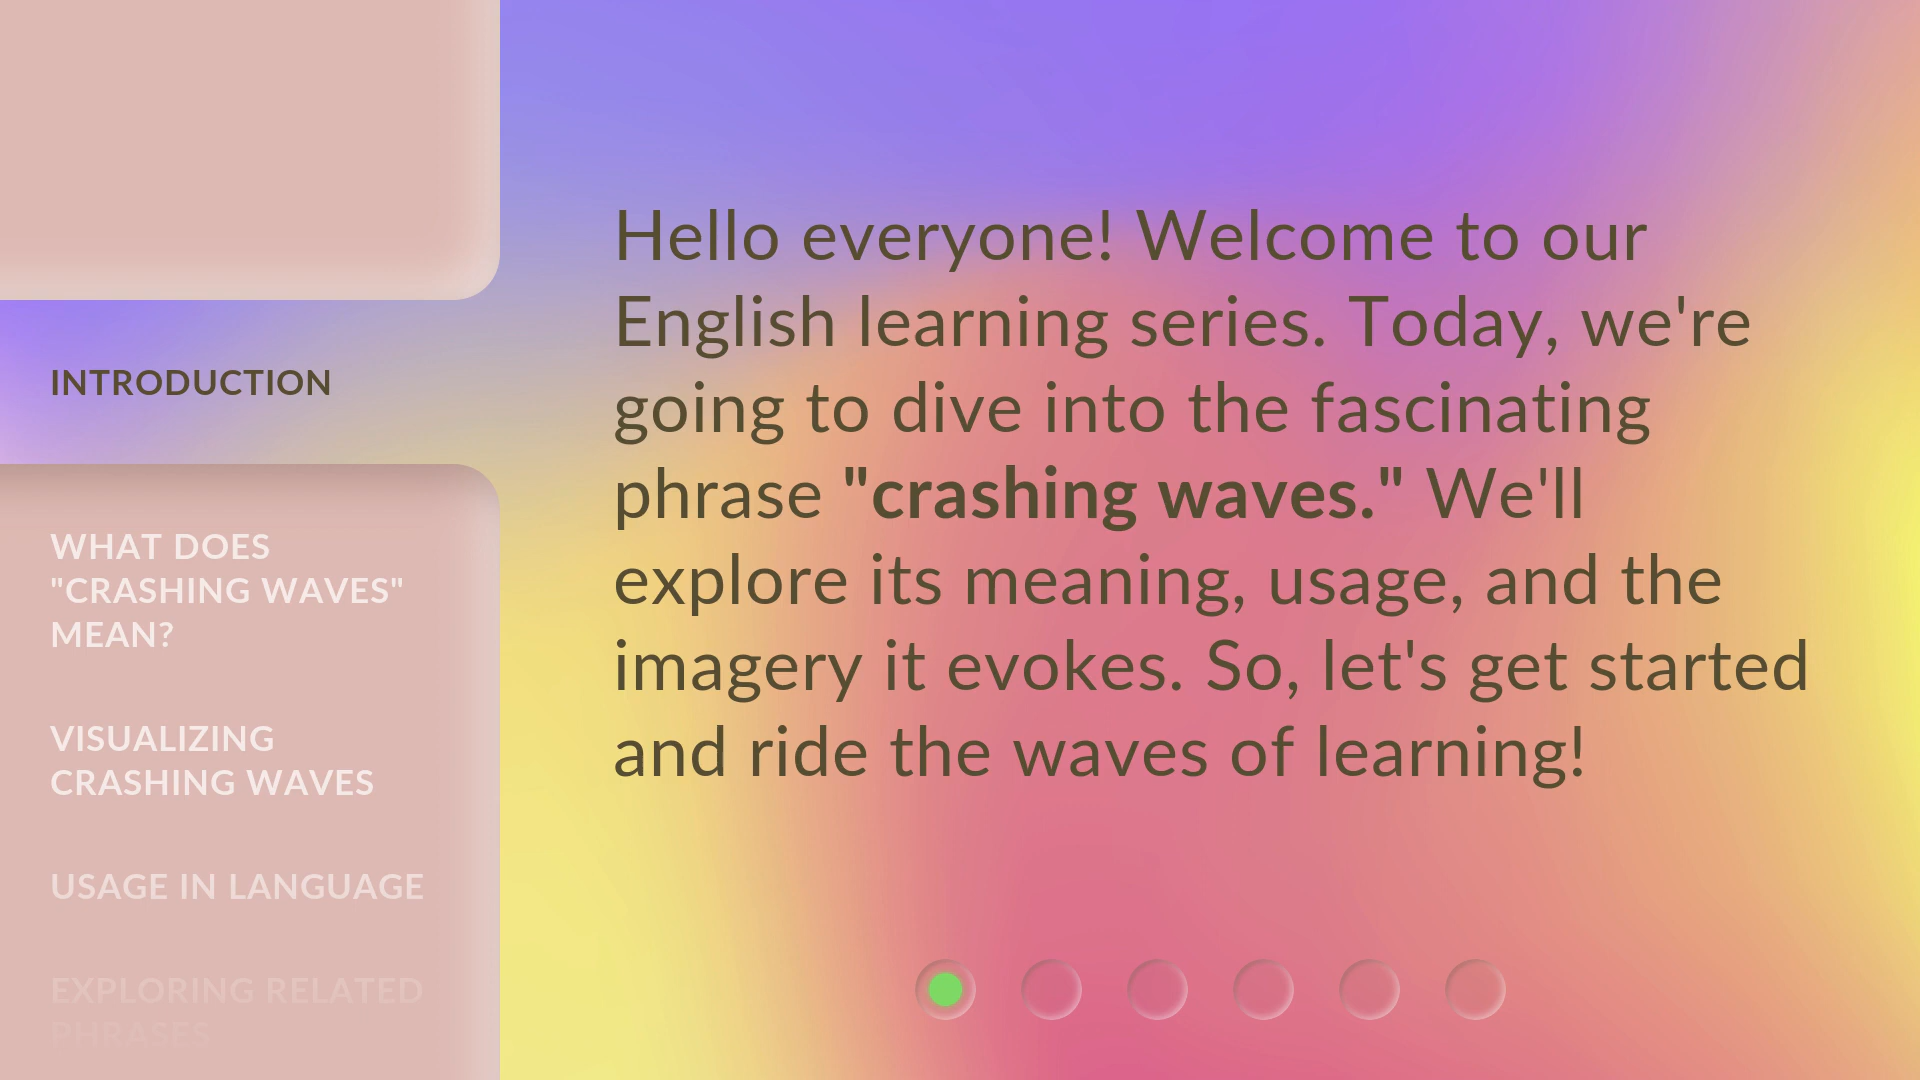 INTRODUCTION
WHAT DOES
"CRASHING WAVES"
MEAN?
VISUALIZING
CRASHING WAVES
USAGE IN LANGUAGE
EXPLORING RELATED
PHRASES
Hello everyone! Welcome to our
English learning series. Today, we're
going to dive into the fascinating
phrase "crashing waves." We'll
explore its meaning, usage, and the
imagery it evokes. So, let's get started
and ride the waves of learning!